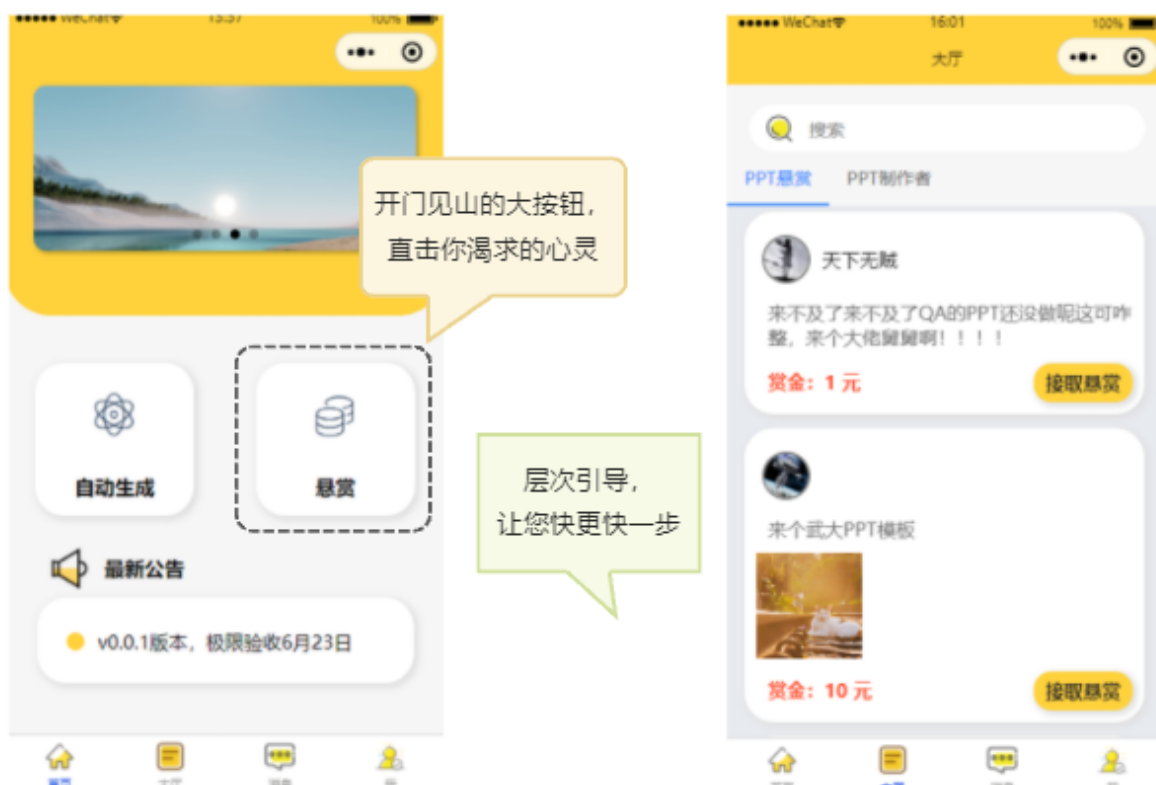 WeChat
100%
开门见山的大按钮,
直击你渴求的心灵
自动生成
悬赏
层次引导,
让您快更快一步
最新公告
v0.0.1版本，极限验收6月23日
WeChat
16:01
100%
大厅
搜索
PPT悬赏
PPT制作者
天下无贼
来不及了来不及了QA的PPT还没做呢这可咋
整，来个大佬舅舅啊！！！！
赏金：1 元
接取悬赏
来个武大PPT模板
赏金：10 元
接取悬赏